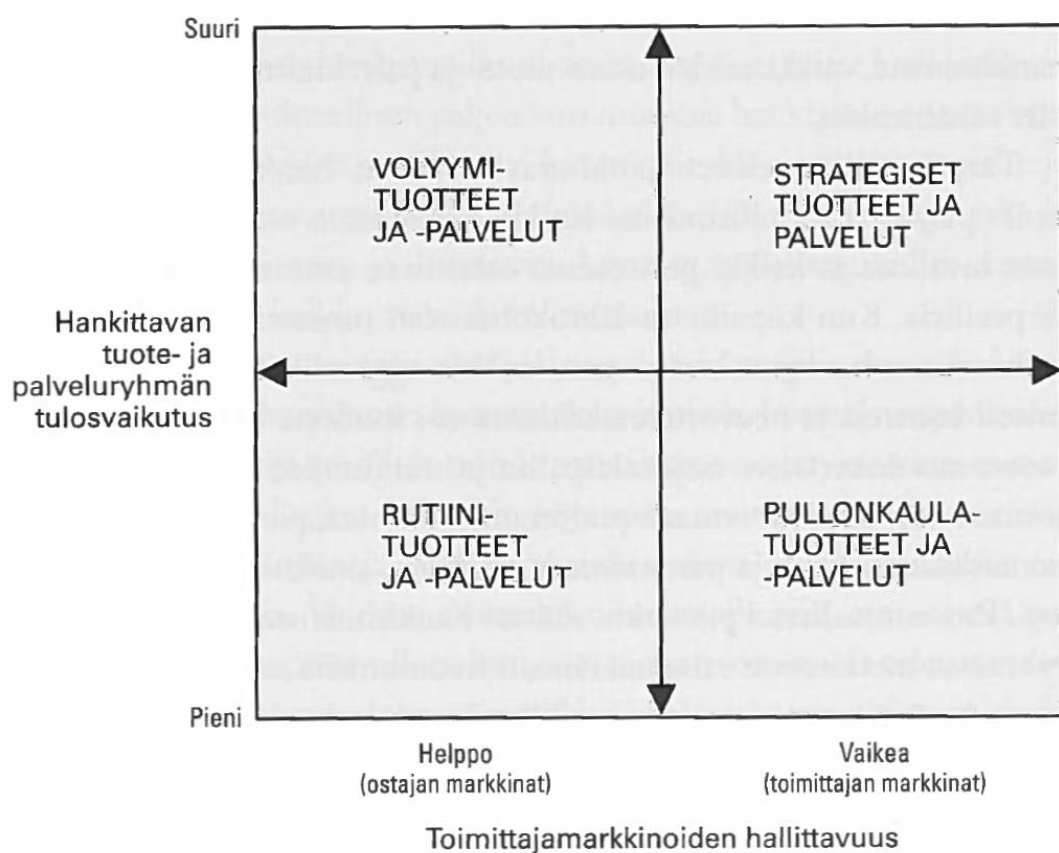 Suuri
VOLYYMI-
TUOTTEET
JA -PALVELUT
STRATEGISET
TUOTTEET JA
PALVELUT
Hankittavan
tuote- ja
palveluryhmän
tulosvaikutus
RUTIINI-
TUOTTEET
JA -PALVELUT
PULLONKAULA-
TUOTTEET JA
-PALVELUT
Pieni
Helppo
(ostajan markkinat)
Vaikea
(toimittajan markkinat)
Toimittajamarkkinoiden hallittavuus